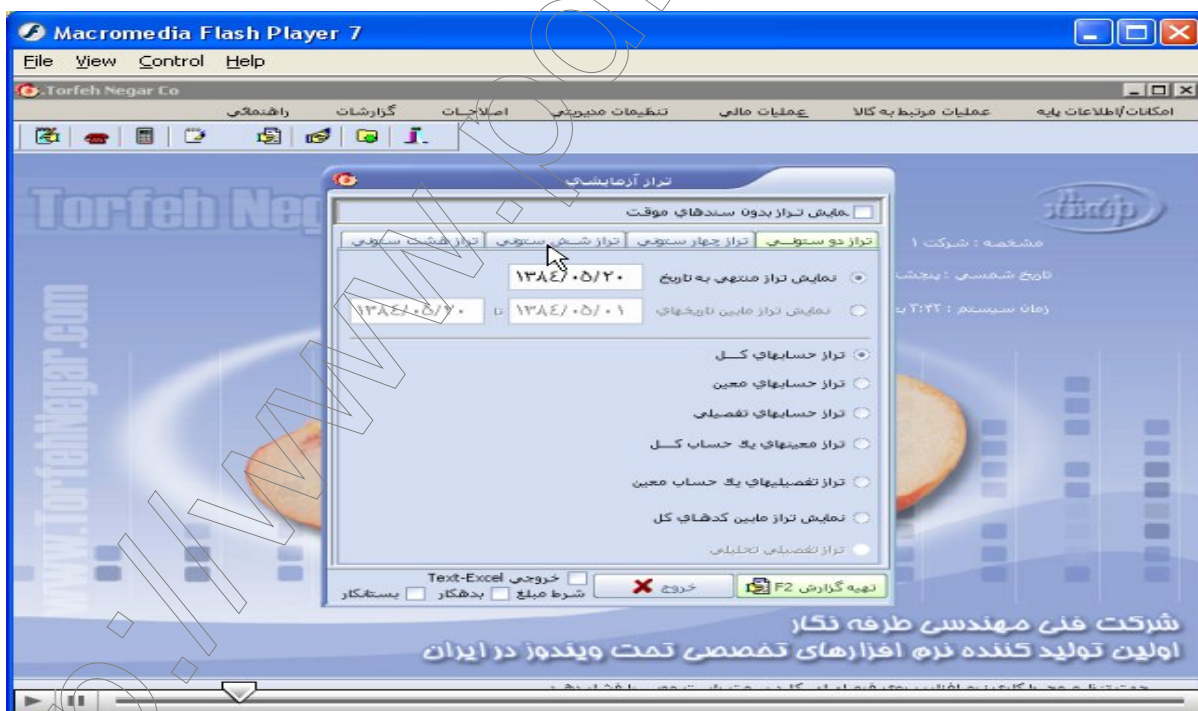 Macromedia Flash Player 7
File View Control Help
Torfeh Negar Co.
امکانات/اطلاعات پایه عملیات مرتبط به کالا عملیات مالی تنظیمات مدیریتی اصلاحات گزارشات راهنمائی
تراز آزمایشی
نمایش تراز بدون سندهای موقت
تراز دو ستونی تراز چهار ستونی تراز شش ستونی تراز هشت ستونی
نمایش تراز منتهی به تاریخ ۱۳۸٤/۰۵/۲۰
نمایش تراز مابین تاریخهای ۱۳۸٤/۰۵/۰۱ تا ۱۳۸٤/۰۵/۲۰
تراز حسابهای کل
تراز حسابهای معین
تراز حسابهای تفصیلی
تراز معینهای یک حساب کل
تراز تفصیلیهای یک حساب معین
نمایش تراز مابین کدهای کل
تراز تفصیلی تحلیلی
تهیه گزارش F2 خروج خروجی Text-Excel
شرط مبلغ بدهکار بستانکار
Torfeh Neg
مشخصه : شرکت ۱
تاریخ شمسی :
زمان سیستم : ۲:۴۲
www.TorfehNegar.com
شرکت فنی مهندسی طرفه نگار
اولین تولید کننده نرم افزارهای تخصصی تحت ویندوز در ایران
://www.